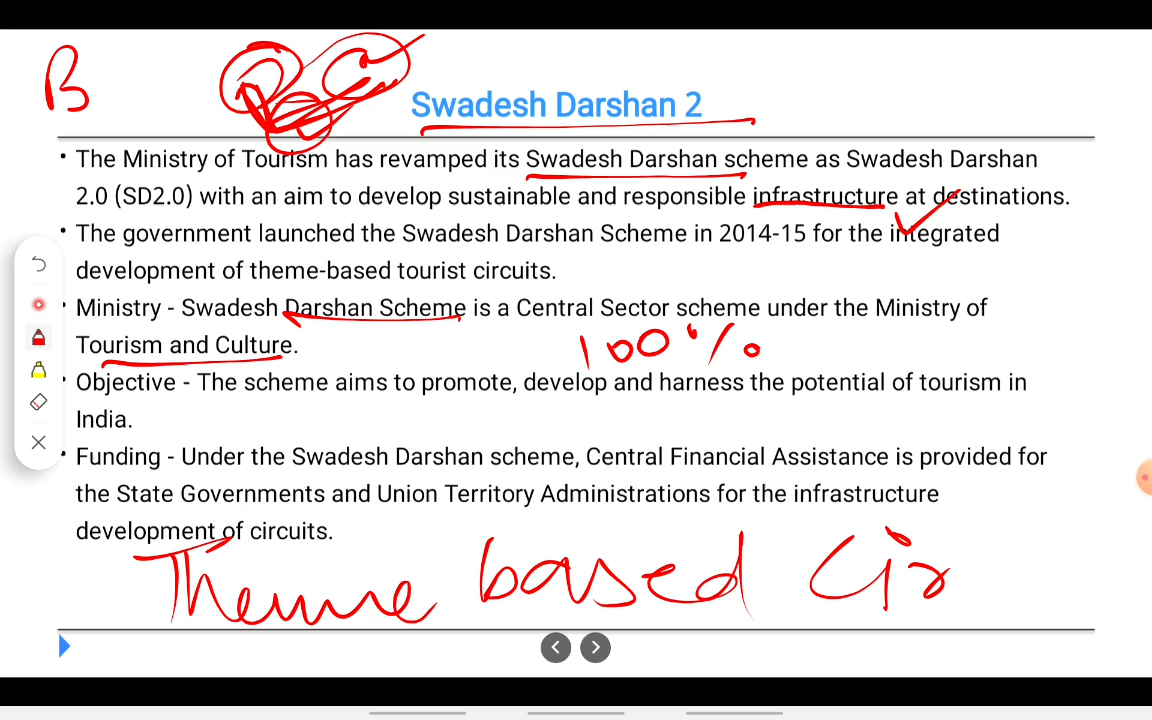 B
Swadesh Darshan 2
• The Ministry of Tourism has revamped its Swadesh Darshan scheme as Swadesh Darshan
2.0 (SD2.0) with an aim to develop sustainable and responsible infrastructure at destinations.
• The government launched the Swadesh Darshan Scheme in 2014-15 for the integrated
development of theme-based tourist circuits.
• Ministry - Swadesh Darshan Scheme is a Central Sector scheme under the Ministry of
Tourism and Culture.
100%
• Objective - The scheme aims to promote, develop and harness the potential of tourism in
India.
• Funding - Under the Swadesh Darshan scheme, Central Financial Assistance is provided for
the State Governments and Union Territory Administrations for the infrastructure
development of circuits.
Theme based Cir